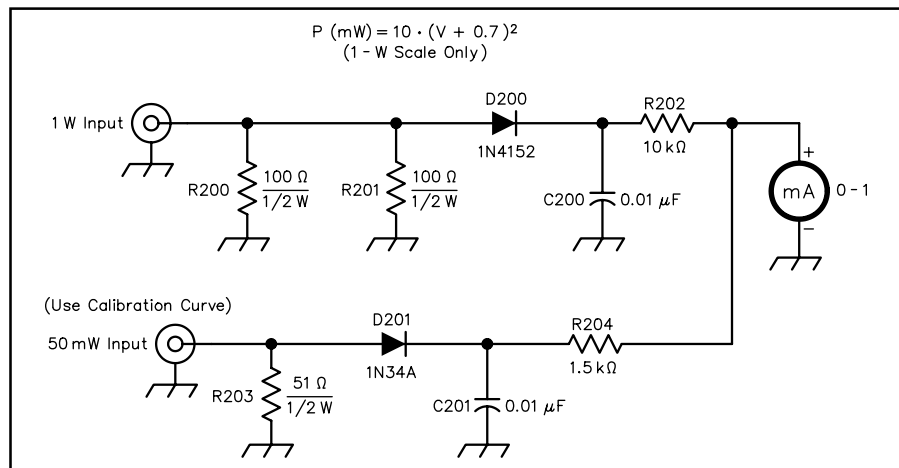 P (mW) = 10 · (V + 0.7)²
(1 - W Scale Only)
D200
R202
1 W Input
1N4152
10 kΩ
+
R200
100 Ω
1/2 W
R201
100 Ω
1/2 W
C200
0.01 μF
mA
0 - 1
−
(Use Calibration Curve)
D201
R204
50 mW Input
1N34A
1.5 kΩ
R203
51 Ω
1/2 W
C201
0.01 μF